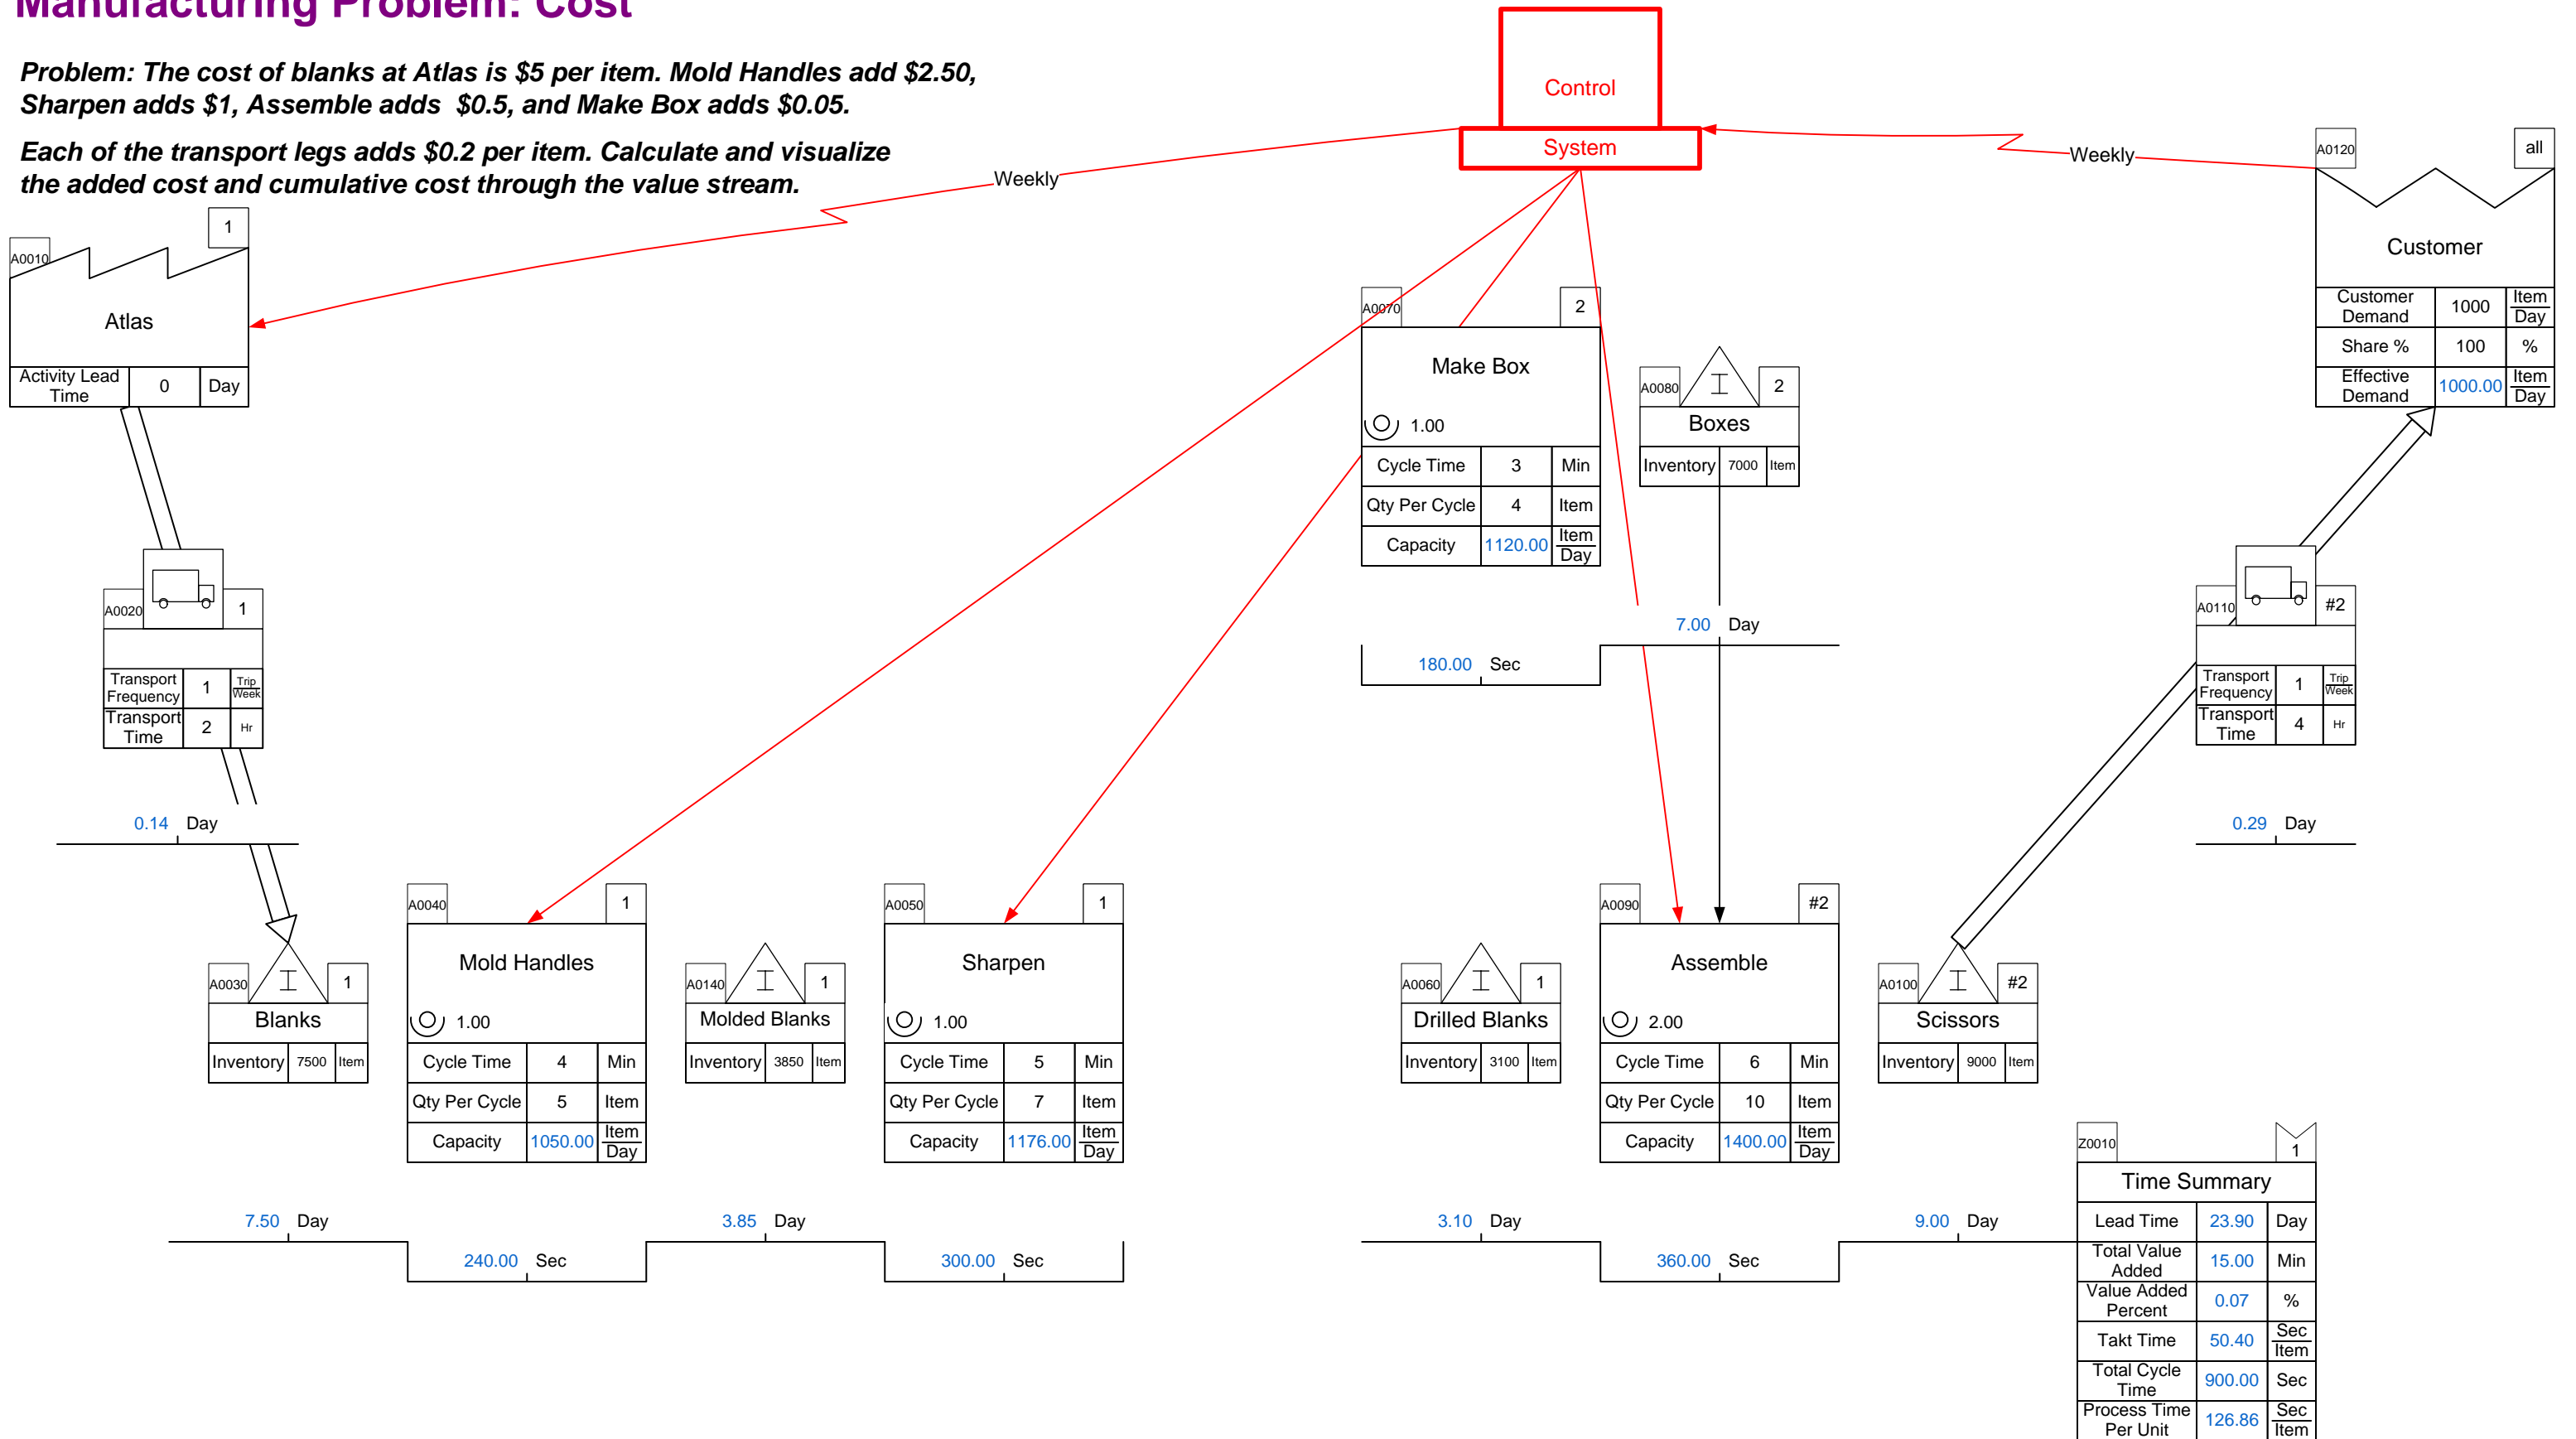 Manufacturing Problem: Cost
Problem: The cost of blanks at Atlas is $5 per item. Mold Handles add $2.50,
Sharpen adds $1, Assemble adds $0.5, and Make Box adds $0.05.
Each of the transport legs adds $0.2 per item. Calculate and visualize
the added cost and cumulative cost through the value stream.
Control
System
Weekly
Weekly
A0010
1
Atlas
Activity Lead
Time
0
Day
A0020
1
Transport
Frequency
1
Trip
Week
Transport
Time
2
Hr
0.14 Day
A0070
2
Make Box
1.00
Cycle Time
3
Min
Qty Per Cycle
4
Item
Capacity
1120.00
Item
Day
180.00 Sec
A0080
I
2
Boxes
Inventory
7000
Item
7.00 Day
A0120
all
Customer
Customer
Demand
1000
Item
Day
Share %
100
%
Effective
Demand
1000.00
Item
Day
A0110
#2
Transport
Frequency
1
Trip
Week
Transport
Time
4
Hr
0.29 Day
A0030
I
1
Blanks
Inventory
7500
Item
7.50 Day
A0040
1
Mold Handles
1.00
Cycle Time
4
Min
Qty Per Cycle
5
Item
Capacity
1050.00
Item
Day
240.00 Sec
A0140
I
1
Molded Blanks
Inventory
3850
Item
3.85 Day
A0050
1
Sharpen
1.00
Cycle Time
5
Min
Qty Per Cycle
7
Item
Capacity
1176.00
Item
Day
300.00 Sec
A0060
I
1
Drilled Blanks
Inventory
3100
Item
3.10 Day
A0090
#2
Assemble
2.00
Cycle Time
6
Min
Qty Per Cycle
10
Item
Capacity
1400.00
Item
Day
360.00 Sec
A0100
I
#2
Scissors
Inventory
9000
Item
9.00 Day
Z0010
1
Time Summary
Lead Time
23.90
Day
Total Value
Added
15.00
Min
Value Added
Percent
0.07
%
Takt Time
50.40
Sec
Item
Total Cycle
Time
900.00
Sec
Process Time
Per Unit
126.86
Sec
Item